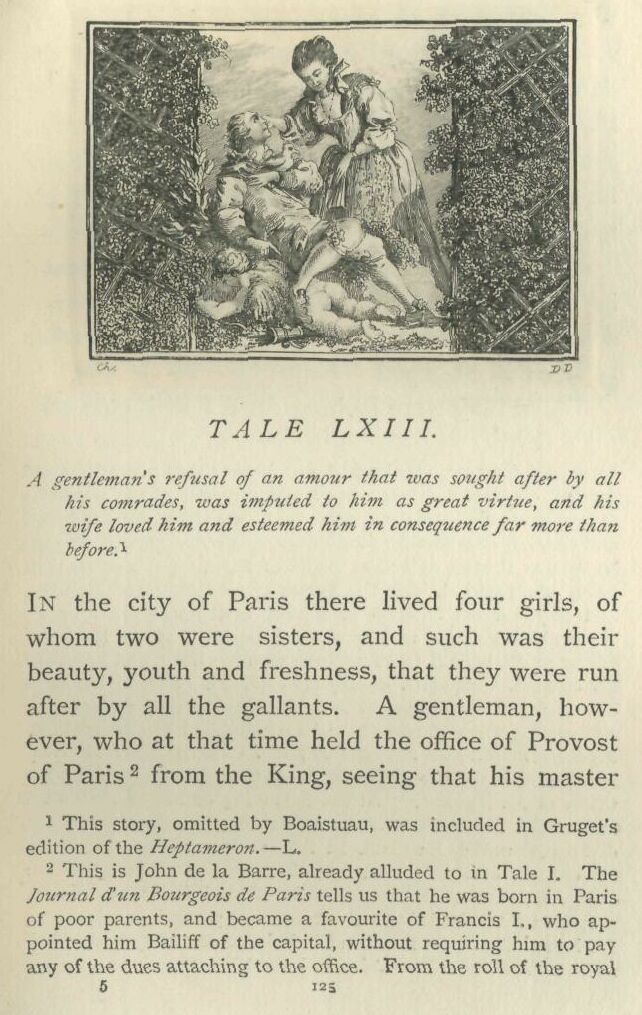 Ch.
D D
TALE LXIII.
A gentleman's refusal of an amour that was sought after by all
his comrades, was imputed to him as great virtue, and his
wife loved him and esteemed him in consequence far more than
before.1
IN the city of Paris there lived four girls, of
whom two were sisters, and such was their
beauty, youth and freshness, that they were run
after by all the gallants. A gentleman, how-
ever, who at that time held the office of Provost
of Paris 2 from the King, seeing that his master
1 This story, omitted by Boaistuau, was included in Gruget's
edition of the Heptameron.—L.
2 This is John de la Barre, already alluded to in Tale I. The
Journal d'un Bourgeois de Paris tells us that he was born in Paris
of poor parents, and became a favourite of Francis I., who ap-
pointed him Bailiff of the capital, without requiring him to pay
any of the dues attaching to the office. From the roll of the royal
5 125